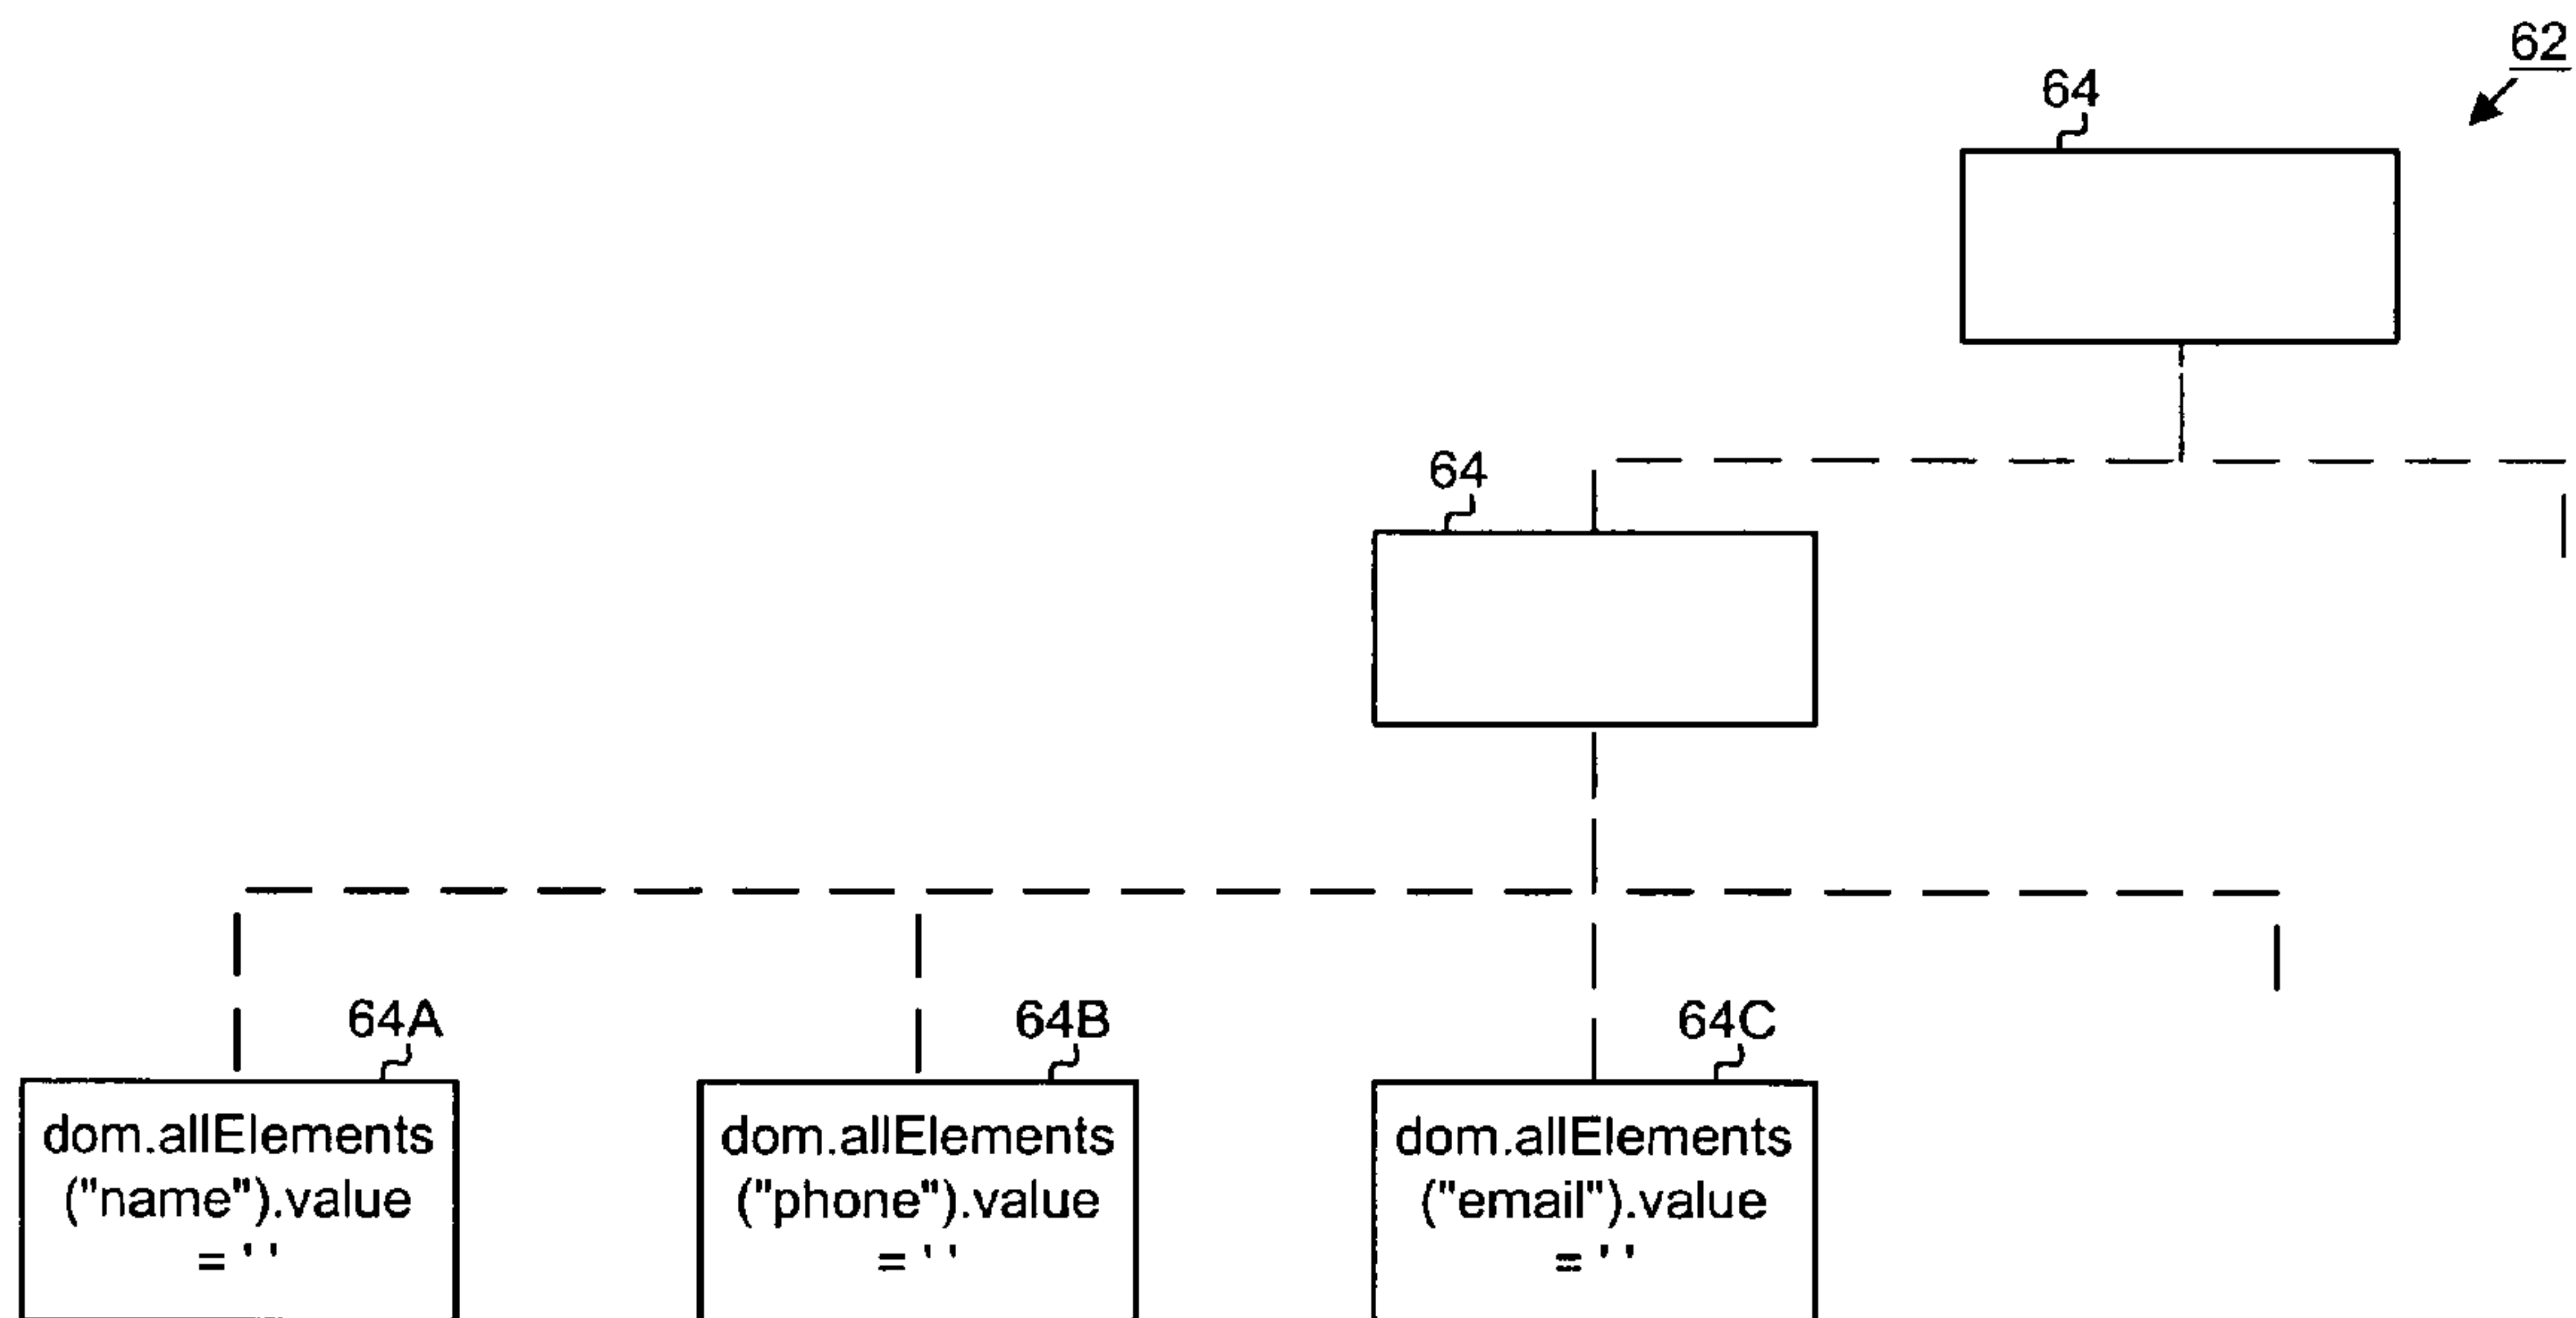 62
64
64
64A
64B
64C
dom.allElements
("name").value
= ' '
dom.allElements
("phone").value
= ' '
dom.allElements
("email").value
= ' '